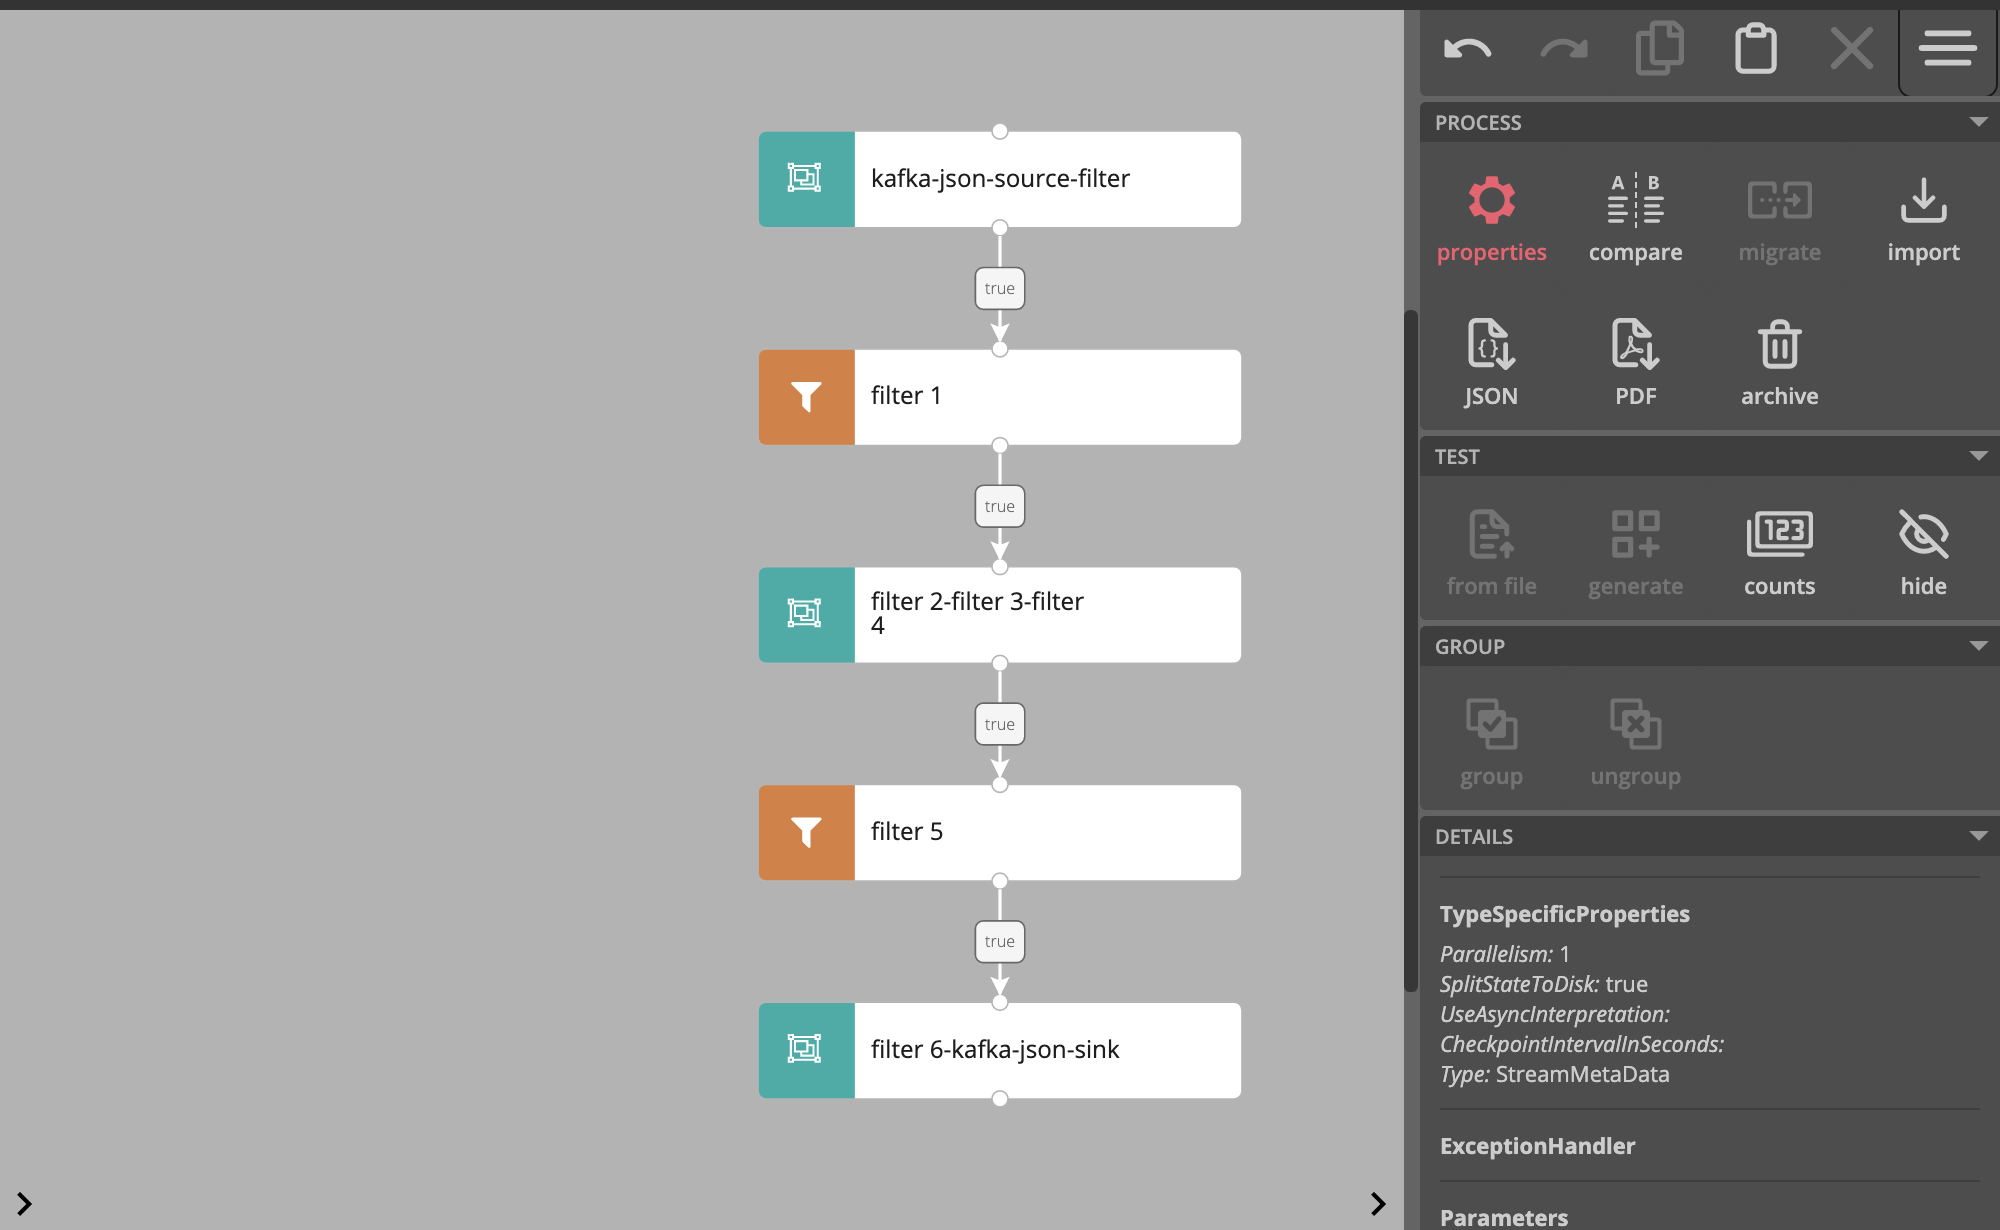 kafka-json-source-filter
true
filter 1
true
filter 2-filter 3-filter
4
true
filter 5
true
filter 6-kafka-json-sink
PROCESS
A B
properties compare migrate import
JSON PDF archive
TEST
123
from file generate counts hide
GROUP
group ungroup
DETAILS
TypeSpecificProperties
Parallelism: 1
SplitStateToDisk: true
UseAsyncInterpretation:
CheckpointIntervalInSeconds:
Type: StreamMetaData
ExceptionHandler
Parameters